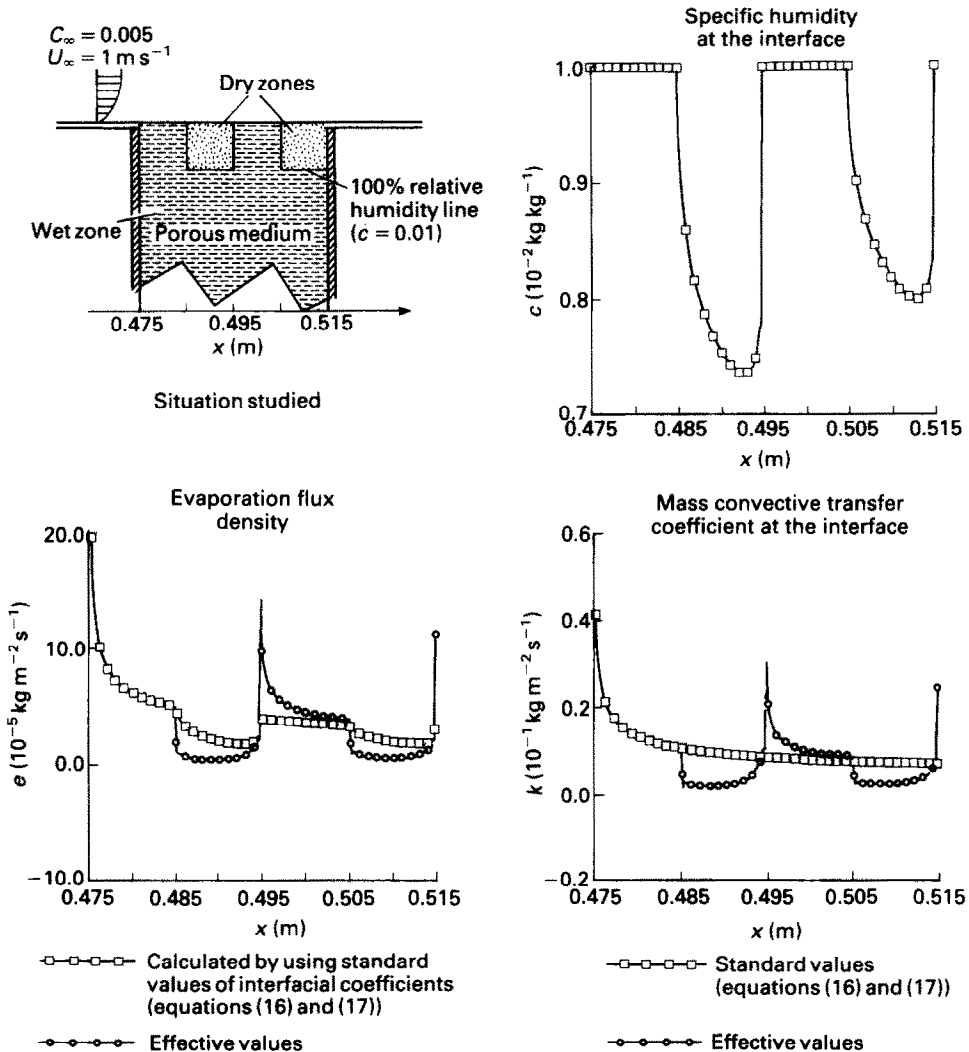 C∞ = 0.005
U∞ = 1 m s⁻¹
Dry zones
100% relative
humidity line
(c = 0.01)
Wet zone
Porous medium
0.475
0.495
0.515
x (m)
Situation studied
Specific humidity
at the interface
c (10⁻² kg kg⁻¹)
1.0
0.9
0.8
0.7
0.475
0.485
0.495
0.505
0.515
x (m)
Evaporation flux
density
e (10⁻⁵ kg m⁻² s⁻¹)
20.0
10.0
0.0
−10.0
0.475
0.485
0.495
0.505
0.515
x (m)
Calculated by using standard
values of interfacial coefficients
(equations (16) and (17))
Effective values
Mass convective transfer
coefficient at the interface
k (10⁻¹ kg m⁻² s⁻¹)
0.6
0.4
0.2
0.0
−0.2
0.475
0.485
0.495
0.505
0.515
x (m)
Standard values
(equations (16) and (17))
Effective values